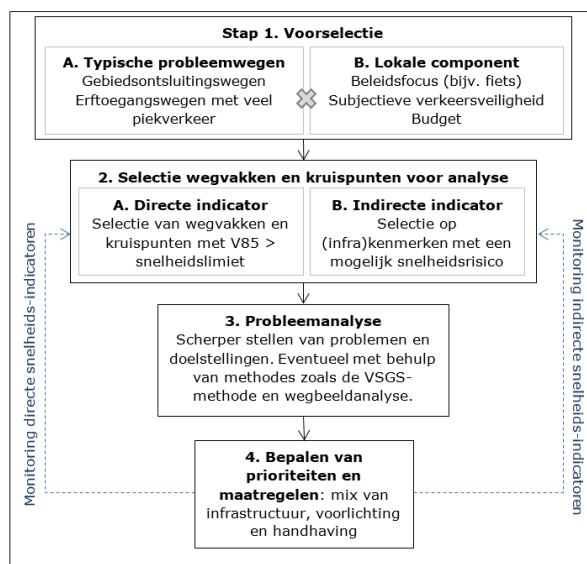 Stap 1. Voorselectie
A. Typische probleemwegen
Gebiedsontsluitingswegen
Erftoegangswegen met veel
piekverkeer
B. Lokale component
Beleidsfocus (bijv. fiets)
Subjectieve verkeersveiligheid
Budget
2. Selectie wegvakken en kruispunten voor analyse
A. Directe indicator
Selectie van wegvakken en
kruispunten met V85 >
snelheidslimiet
B. Indirecte indicator
Selectie op
(infra)kenmerken met een
mogelijk snelheidsrisico
3. Probleemanalyse
Scherper stellen van problemen en
doelstellingen. Eventueel met behulp
van methodes zoals de VSGS-
methode en wegbeeldanalyse.
4. Bepalen van
prioriteiten en
maatregelen: mix van
infrastructuur, voorlichting
en handhaving
Monitoring directe snelheids-indicatoren
Monitoring indirecte snelheids-indicatoren